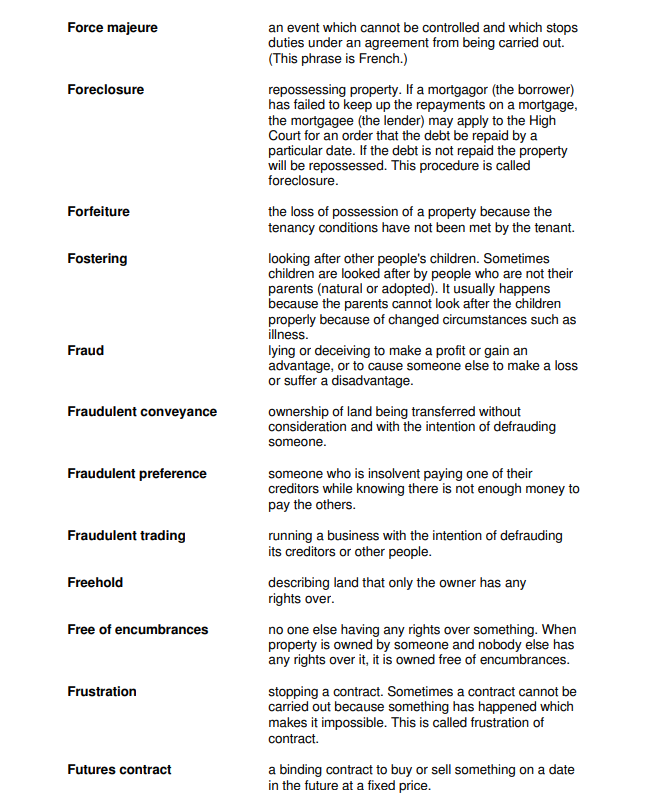 Force majeure an event which cannot be controlled and which stops
duties under an agreement from being carried out.
(This phrase is French.)
Foreclosure repossessing property. If a mortgagor (the borrower)
has failed to keep up the repayments on a mortgage,
the mortgagee (the lender) may apply to the High
Court for an order that the debt be repaid by a
particular date. If the debt is not repaid the property
will be repossessed. This procedure is called
foreclosure.
Forfeiture the loss of possession of a property because the
tenancy conditions have not been met by the tenant.
Fostering looking after other people's children. Sometimes
children are looked after by people who are not their
parents (natural or adopted). It usually happens
because the parents cannot look after the children
properly because of changed circumstances such as
illness.
Fraud lying or deceiving to make a profit or gain an
advantage, or to cause someone else to make a loss
or suffer a disadvantage.
Fraudulent conveyance ownership of land being transferred without
consideration and with the intention of defrauding
someone.
Fraudulent preference someone who is insolvent paying one of their
creditors while knowing there is not enough money to
pay the others.
Fraudulent trading running a business with the intention of defrauding
its creditors or other people.
Freehold describing land that only the owner has any
rights over.
Free of encumbrances no one else having any rights over something. When
property is owned by someone and nobody else has
any rights over it, it is owned free of encumbrances.
Frustration stopping a contract. Sometimes a contract cannot be
carried out because something has happened which
makes it impossible. This is called frustration of
contract.
Futures contract a binding contract to buy or sell something on a date
in the future at a fixed price.